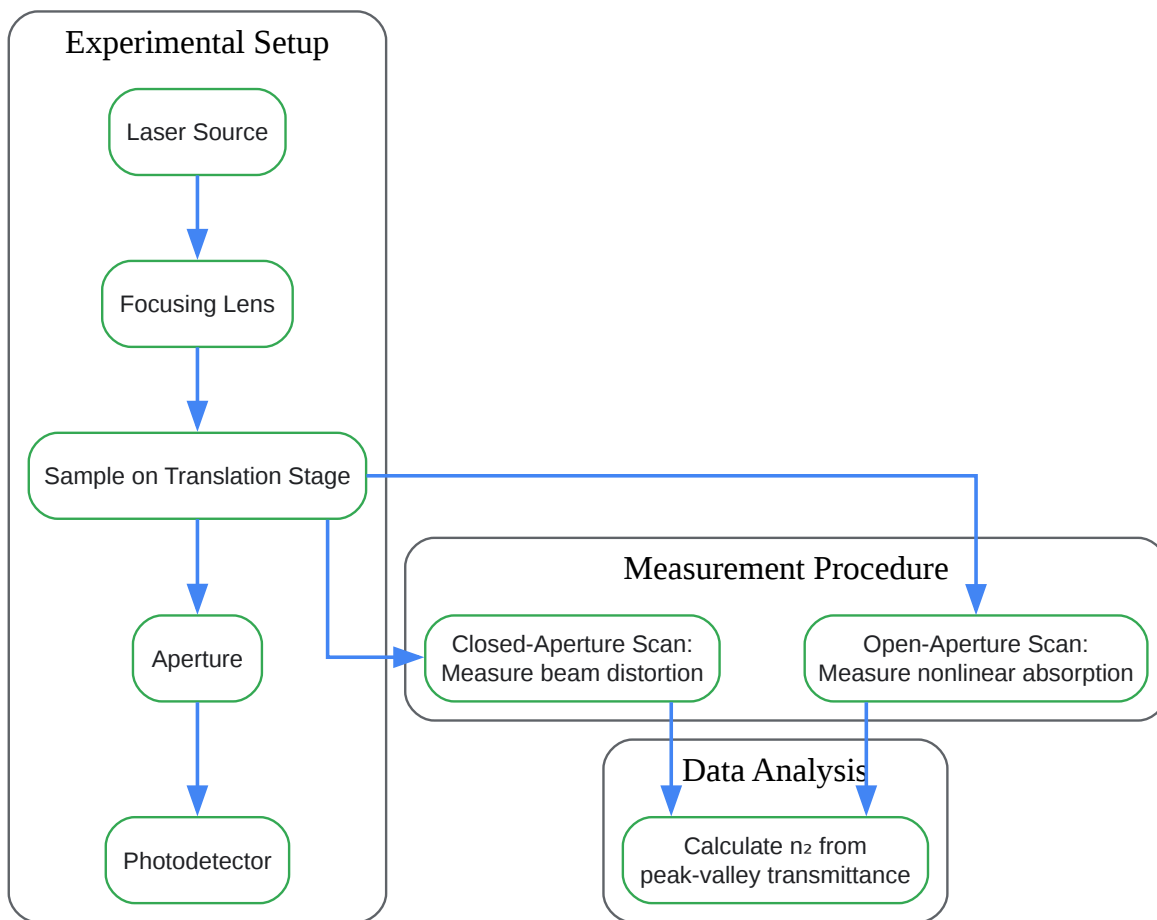 Experimental Setup
Laser Source
Focusing Lens
Sample on Translation Stage
Aperture
Photodetector
Measurement Procedure
Closed-Aperture Scan:
Measure beam distortion
Open-Aperture Scan:
Measure nonlinear absorption
Data Analysis
Calculate n₂ from
peak-valley transmittance